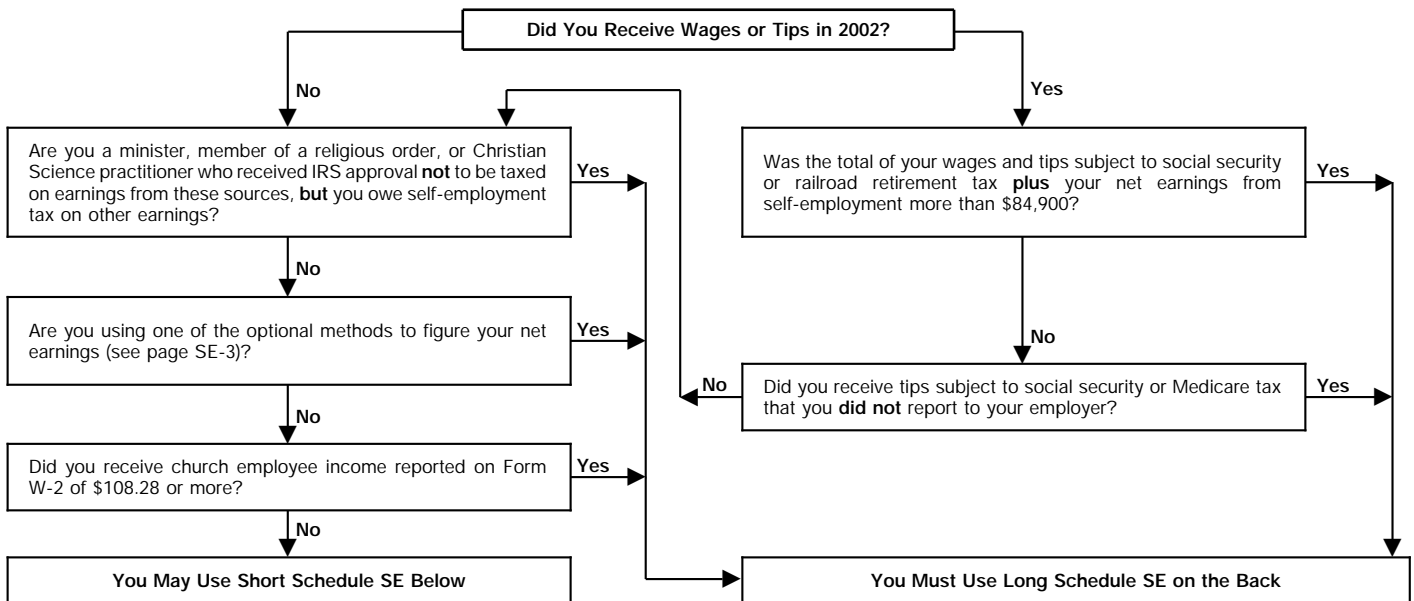 Did You Receive Wages or Tips in 2002?
No
Yes
Are you a minister, member of a religious order, or Christian
Science practitioner who received IRS approval not to be taxed
on earnings from these sources, but you owe self-employment
tax on other earnings?
Yes
Was the total of your wages and tips subject to social security
or railroad retirement tax plus your net earnings from
self-employment more than $84,900?
Yes
No
Are you using one of the optional methods to figure your net
earnings (see page SE-3)?
Yes
No
No
Did you receive tips subject to social security or Medicare tax
that you did not report to your employer?
Yes
No
Did you receive church employee income reported on Form
W-2 of $108.28 or more?
Yes
No
You May Use Short Schedule SE Below
You Must Use Long Schedule SE on the Back